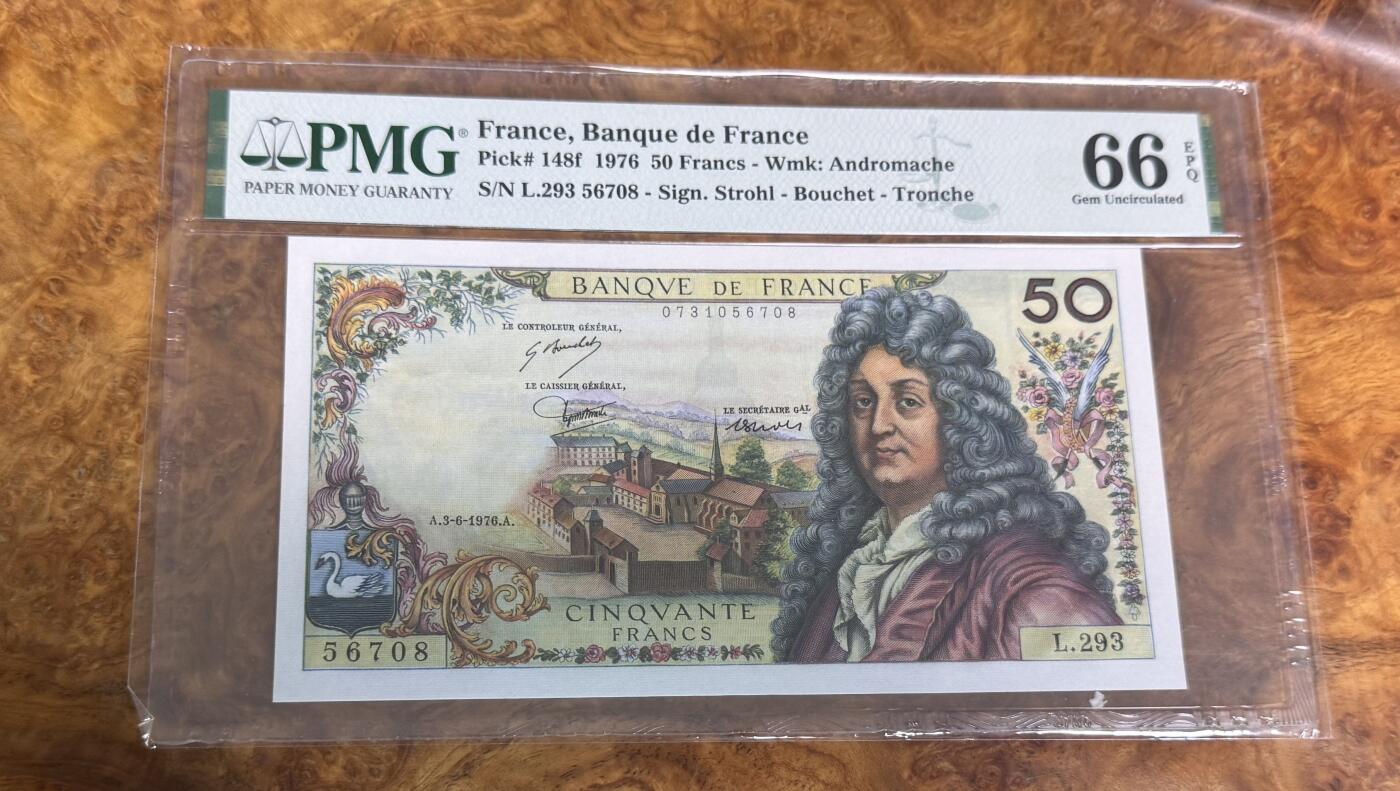 PMG®
PAPER MONEY GUARANTY
France, Banque de France
Pick# 148f 1976 50 Francs - Wmk: Andromache
S/N L.293 56708 - Sign. Strohl - Bouchet - Tronche
66
EPQ
Gem Uncirculated
BANQVE DE FRANCE
0731056708
50
LE CONTROLEUR GÉNÉRAL,
LE CAISSIER GÉNÉRAL,
LE SECRÉTAIRE GAL
A.3-6-1976.A.
CINQVANTE
FRANCS
56708
L.293